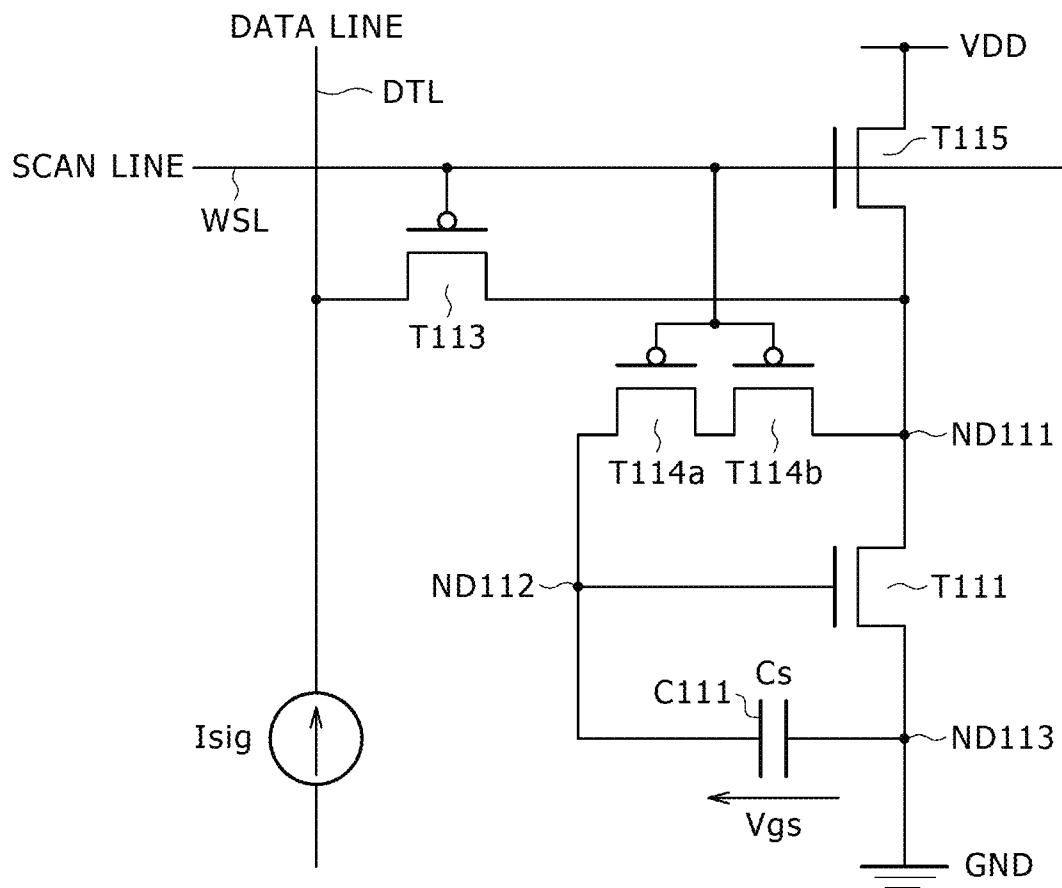 DATA LINE
VDD
DTL
T115
SCAN LINE
WSL
T113
ND111
T114a
T114b
ND112
T111
Cs
C111
Isig
ND113
Vgs
GND